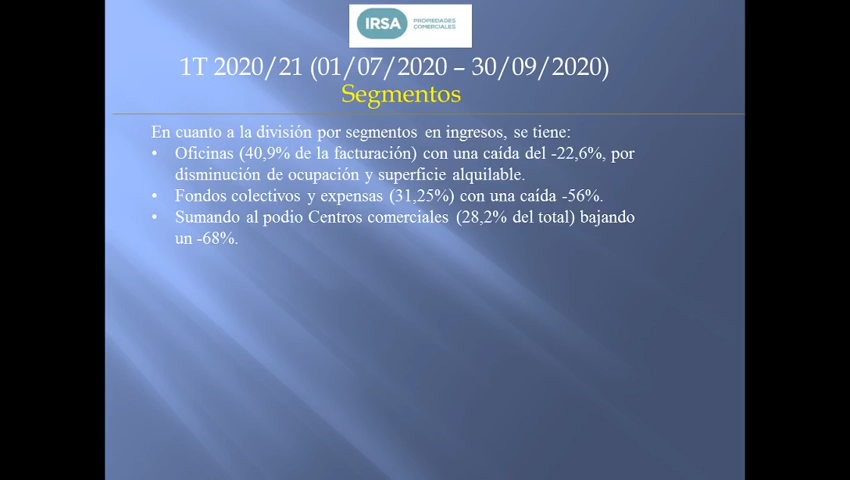 IRSA PROPIEDADES
COMERCIALES
1T 2020/21 (01/07/2020 – 30/09/2020)
Segmentos
En cuanto a la división por segmentos en ingresos, se tiene:
• Oficinas (40,9% de la facturación) con una caída del -22,6%, por
disminución de ocupación y superficie alquilable.
• Fondos colectivos y expensas (31,25%) con una caída -56%.
• Sumando al podio Centros comerciales (28,2% del total) bajando
un -68%.